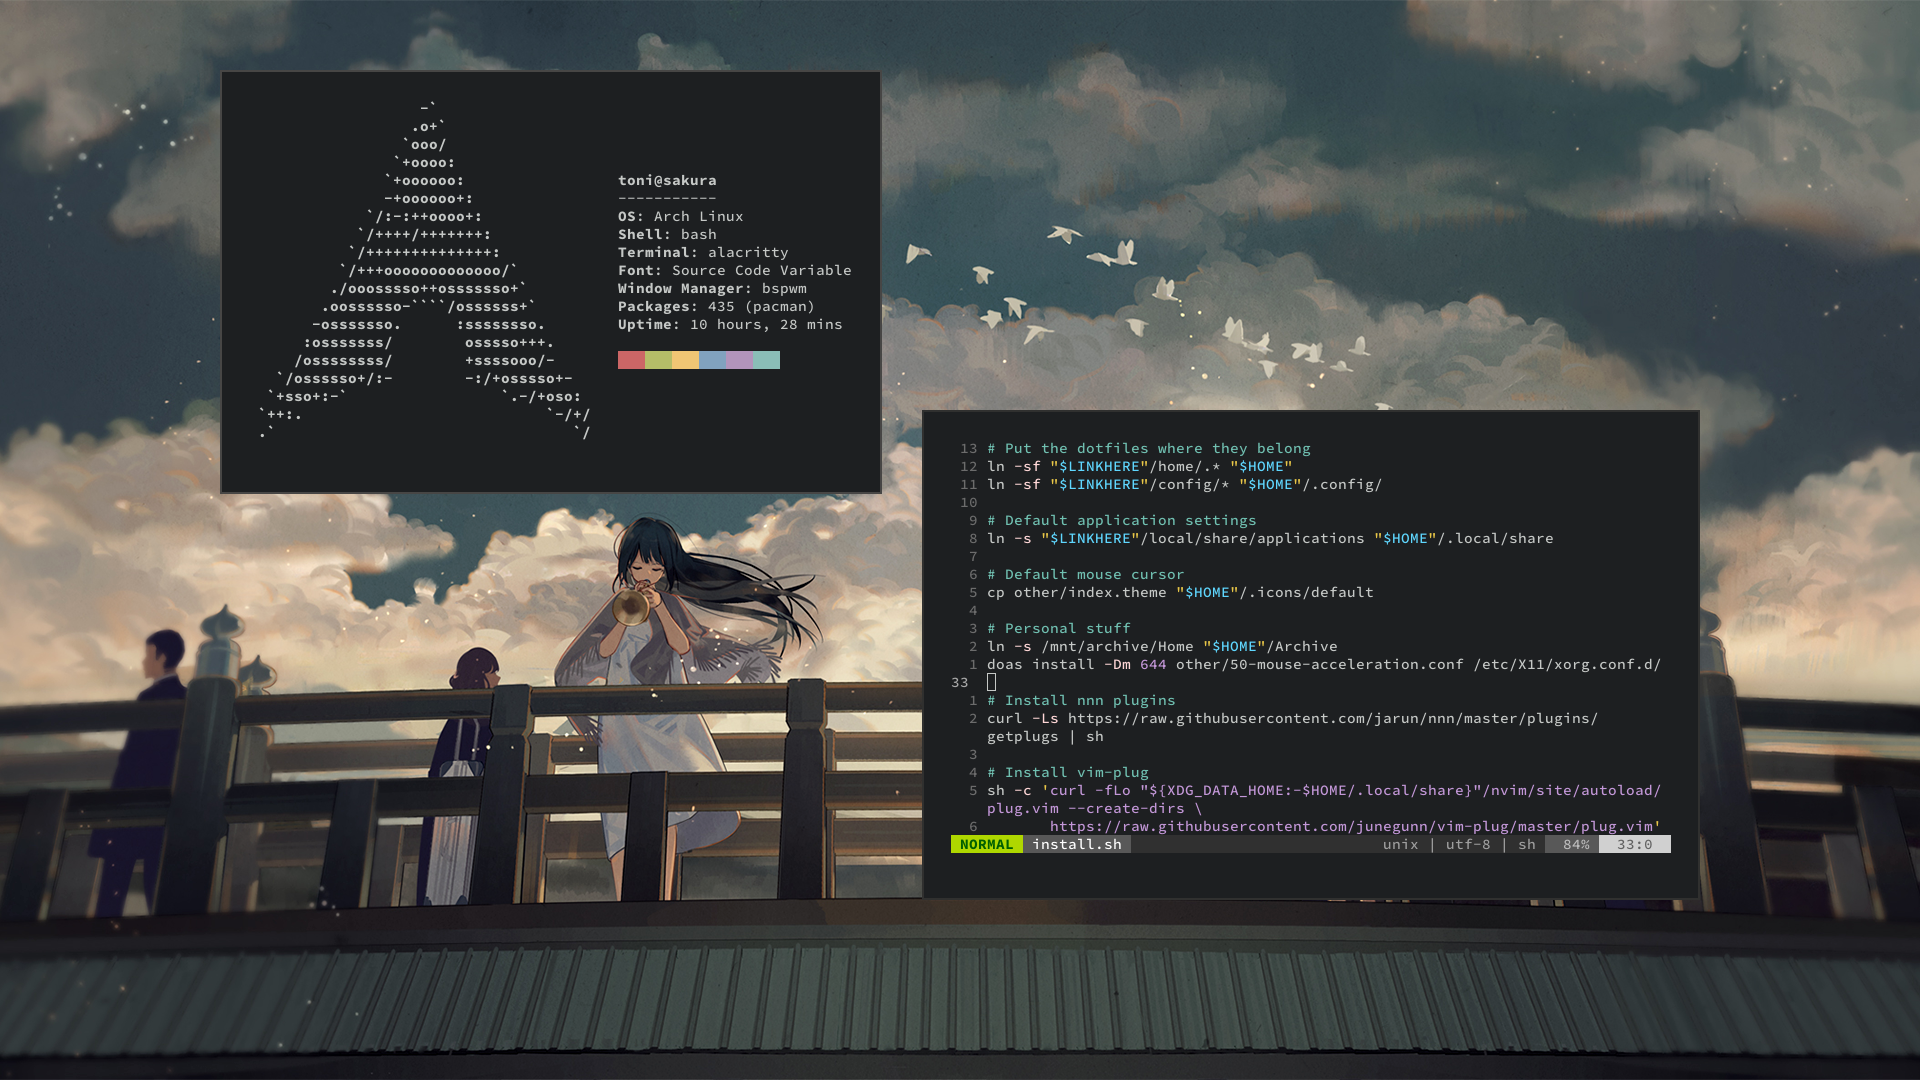 -`
                 .o+`
                `ooo/
               `+oooo:
              `+oooooo:
              -+oooooo+:
            `/:-:++oooo+:
           `/++++/+++++++:
          `/++++++++++++++:
         `/+++ooooooooooooo/`
        ./ooosssso++osssssso+`
       .oossssso-````/ossssss+`
      -osssssso.      :ssssssso.
     :osssssss/        osssso+++.
    /ossssssss/        +ssssooo/-
  `/ossssso+/:-        -:/+osssso+-
 `+sso+:-`                 `.-/+oso:
`++:.                           `-/+/
.`                                 `/
toni@sakura
-----------
OS: Arch Linux
Shell: bash
Terminal: alacritty
Font: Source Code Variable
Window Manager: bspwm
Packages: 435 (pacman)
Uptime: 10 hours, 28 mins
13 # Put the dotfiles where they belong
12 ln -sf "$LINKHERE"/home/.* "$HOME"
11 ln -sf "$LINKHERE"/config/* "$HOME"/.config/
10
9 # Default application settings
8 ln -s "$LINKHERE"/local/share/applications "$HOME"/.local/share
7
6 # Default mouse cursor
5 cp other/index.theme "$HOME"/.icons/default
4
3 # Personal stuff
2 ln -s /mnt/archive/Home "$HOME"/Archive
1 doas install -Dm 644 other/50-mouse-acceleration.conf /etc/X11/xorg.conf.d/
33
1 # Install nnn plugins
2 curl -Ls https://raw.githubusercontent.com/jarun/nnn/master/plugins/
getplugs | sh
3
4 # Install vim-plug
5 sh -c 'curl -fLo "${XDG_DATA_HOME:-$HOME/.local/share}"/nvim/site/autoload/
plug.vim --create-dirs \
6        https://raw.githubusercontent.com/junegunn/vim-plug/master/plug.vim'
NORMAL install.sh unix | utf-8 | sh 84% 33:0